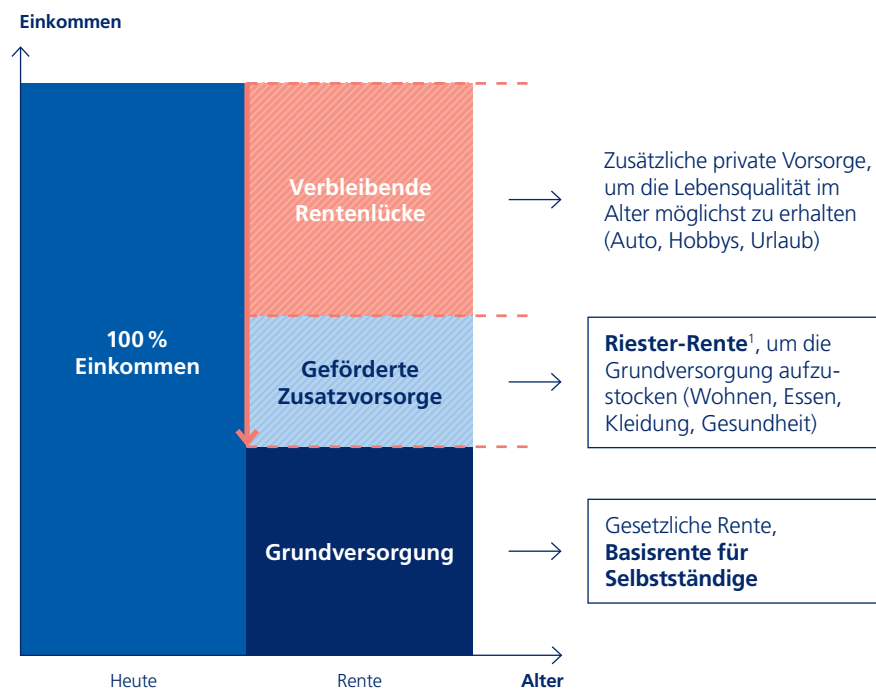 Einkommen
100 %
Einkommen
Verbleibende
Rentenlücke
Zusätzliche private Vorsorge,
um die Lebensqualität im
Alter möglichst zu erhalten
(Auto, Hobbys, Urlaub)
Geförderte
Zusatzvorsorge
Riester-Rente¹, um die
Grundversorgung aufzu-
stocken (Wohnen, Essen,
Kleidung, Gesundheit)
Grundversorgung
Gesetzliche Rente,
Basisrente für
Selbstständige
Heute
Rente
Alter